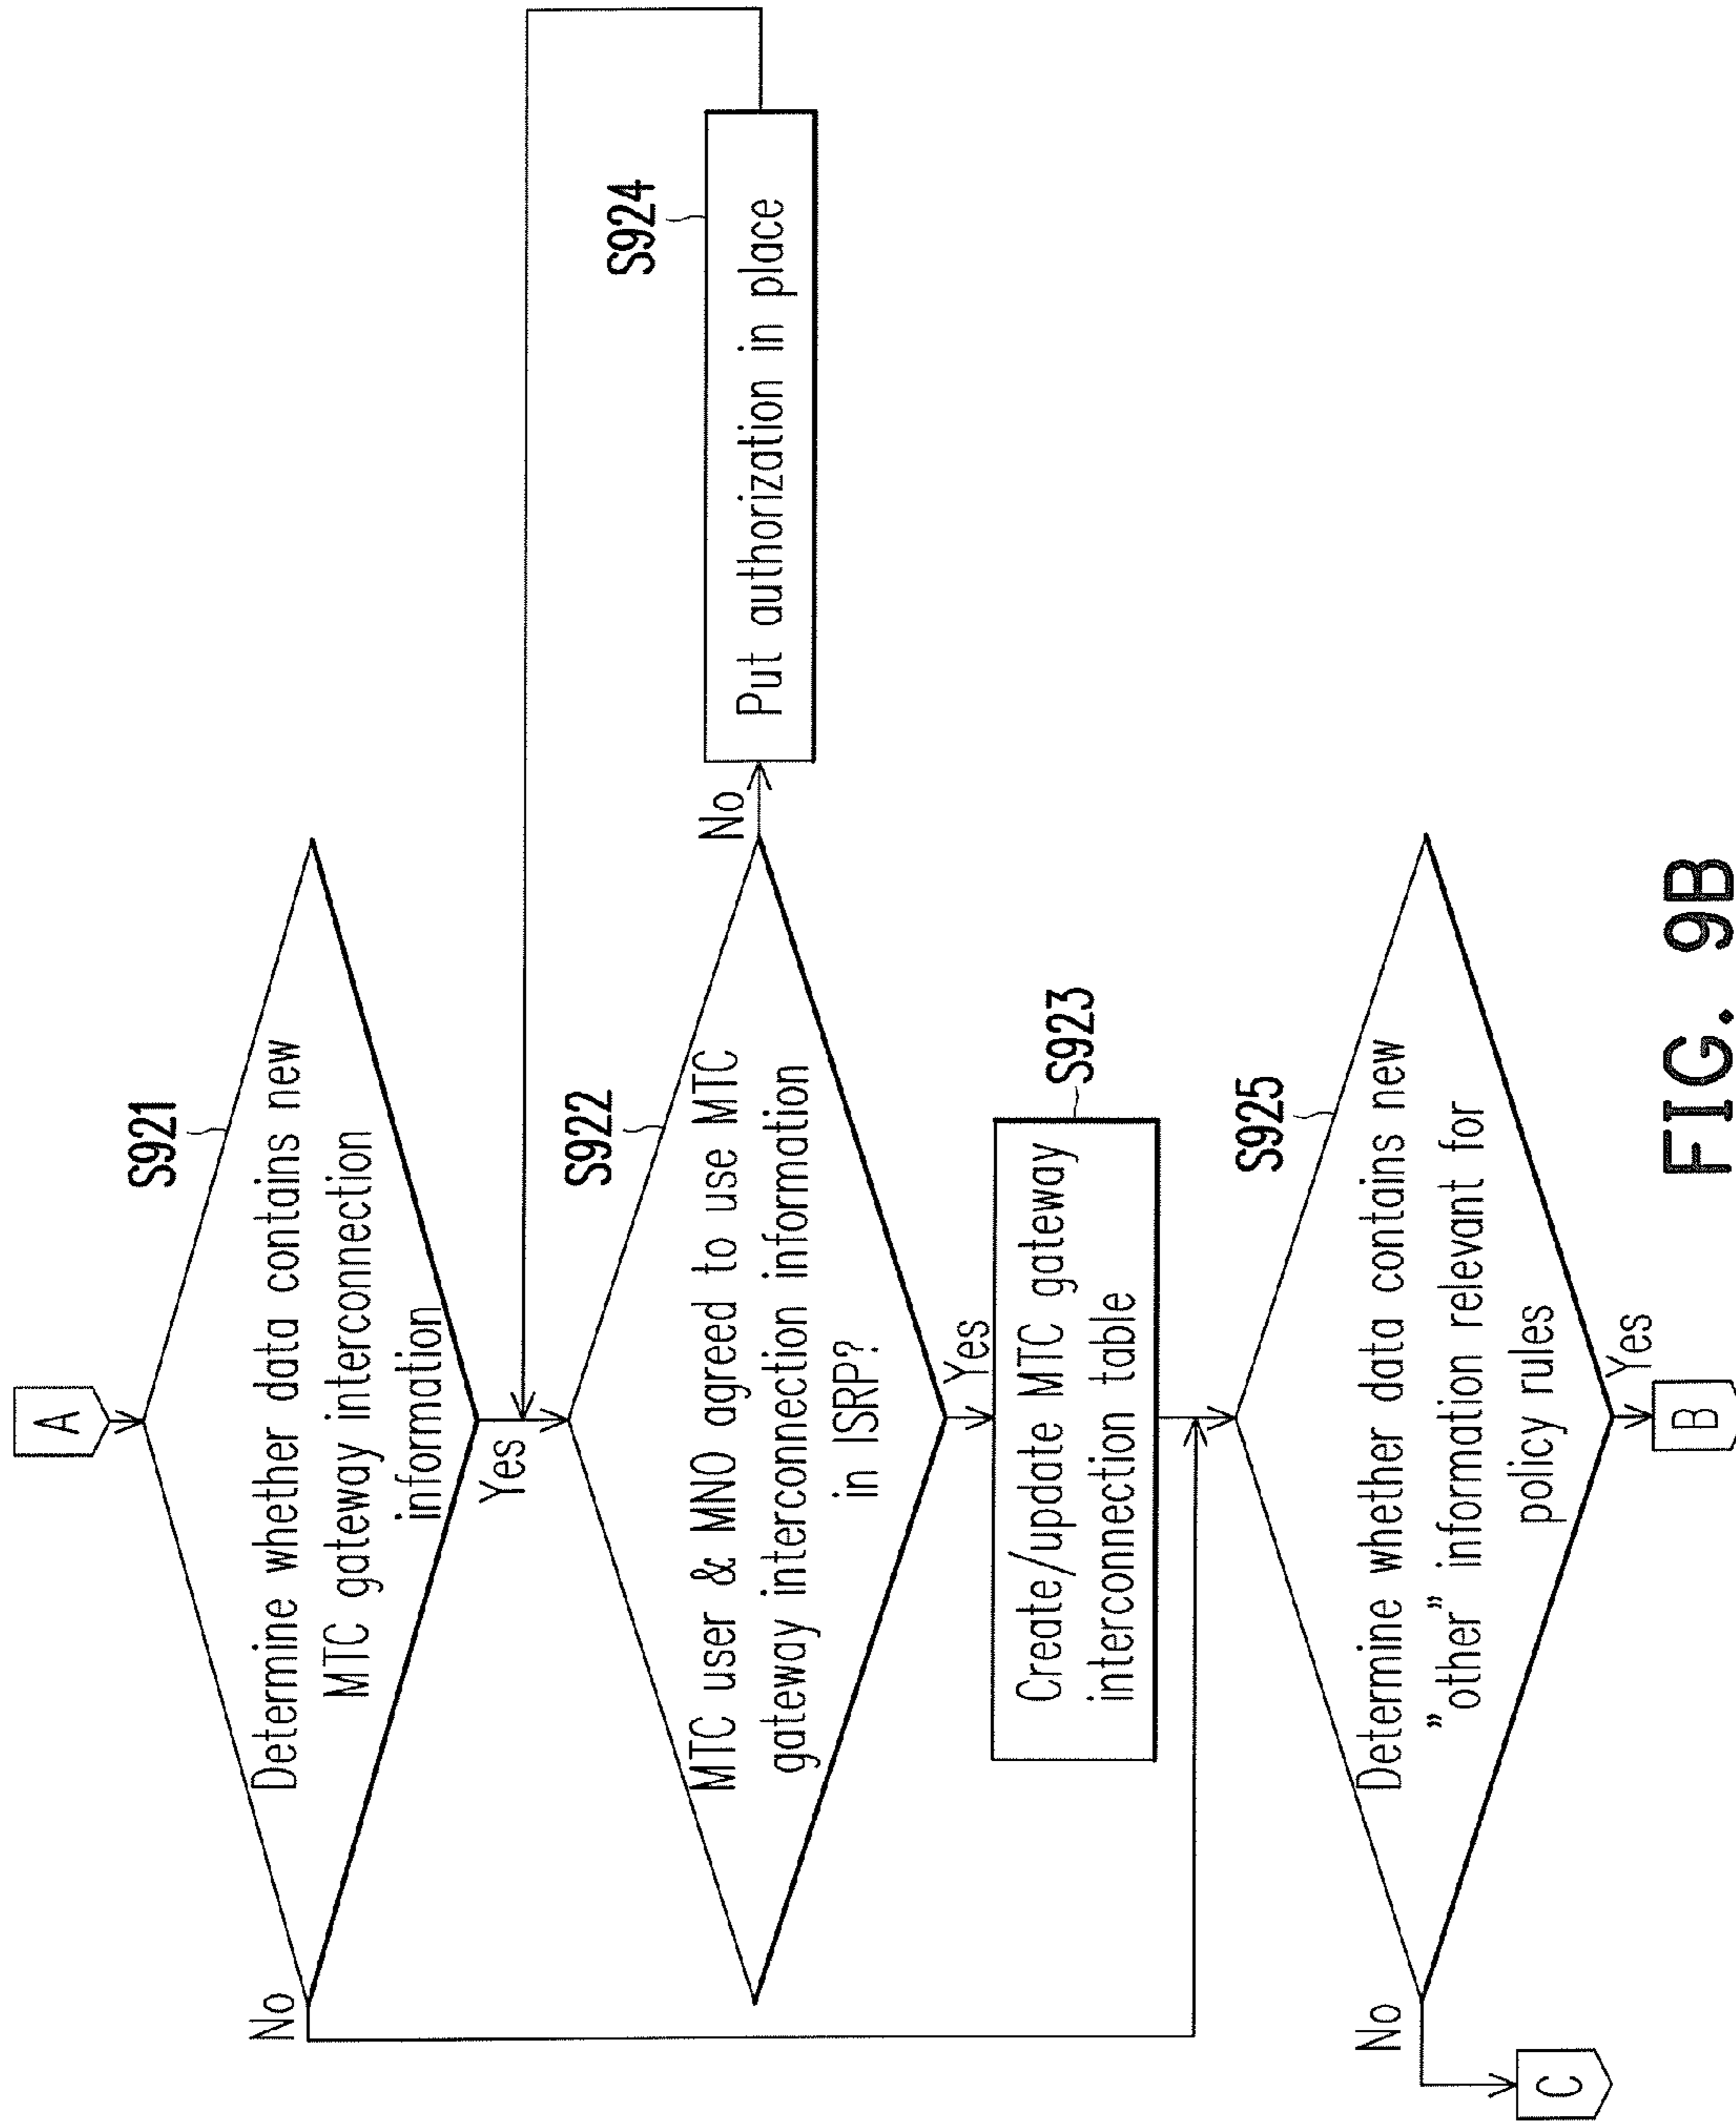 A
S921
Determine whether data contains new
MTC gateway interconnection
information
No
Yes
S922
MTC user & MNO agreed to use MTC
gateway interconnection information
in ISRP?
No
S924
Put authorization in place
Yes
S923
Create/update MTC gateway
interconnection table
S925
Determine whether data contains new
"other" information relevant for
policy rules
No
Yes
C
B
FIG. 9B